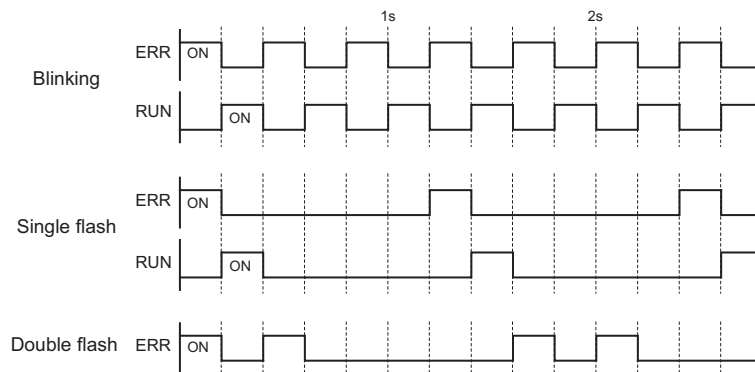 1s 2s
Blinking
ERR ON
RUN ON
Single flash
ERR ON
RUN ON
Double flash ERR ON